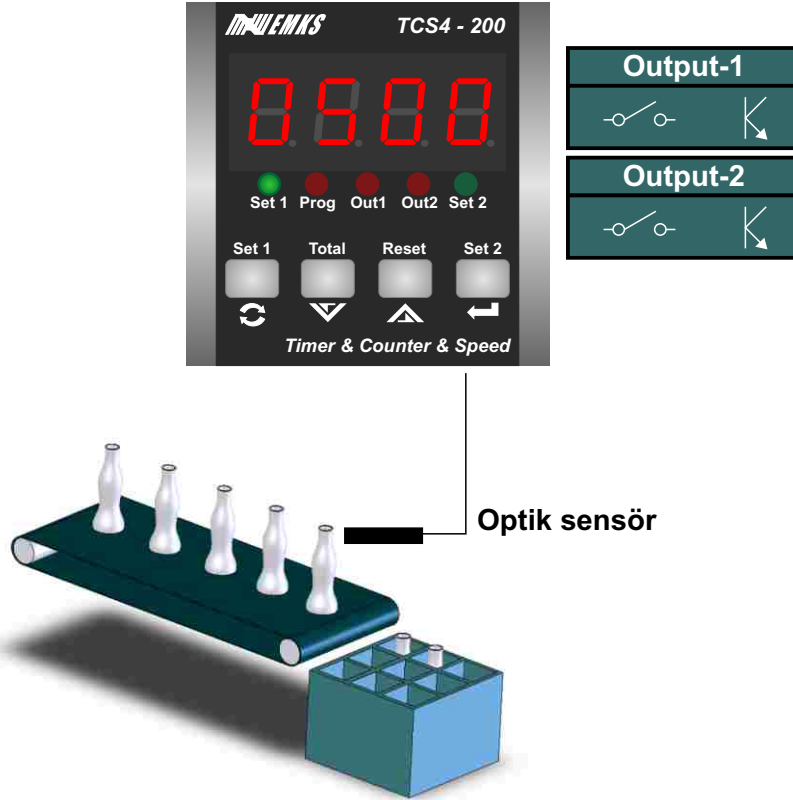 EMKS TCS4 - 200
0500
Set 1 Prog Out1 Out2 Set 2
Set 1 Total Reset Set 2
Timer & Counter & Speed
Output-1
Output-2
Optik sensör